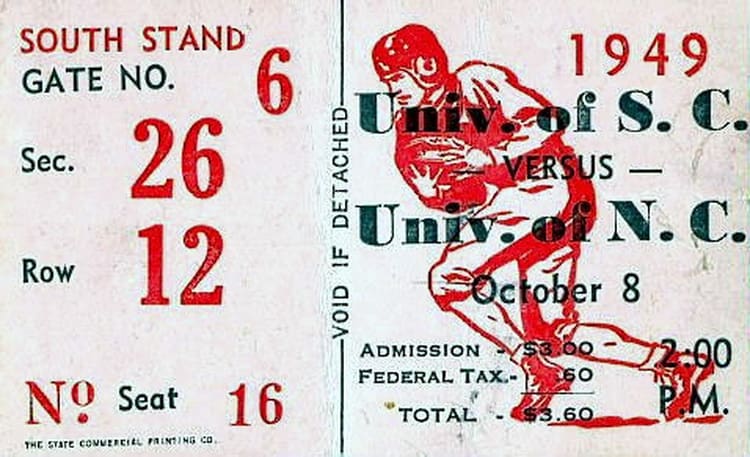 SOUTH STAND
GATE NO. 6
Sec. 26
Row 12
Nº Seat 16
THE STATE COMMERCIAL PRINTING CO.
VOID IF DETACHED
1949
Univ. of S. C.
— VERSUS —
Univ. of N. C.
October 8
ADMISSION - $3.00
FEDERAL TAX.- .60
TOTAL - $3.60
2:00
P.M.